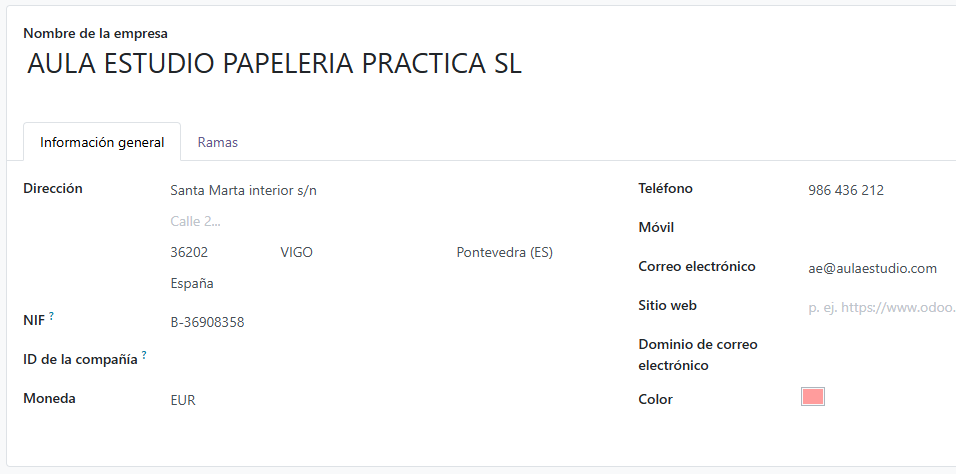 Nombre de la empresa
AULA ESTUDIO PAPELERIA PRACTICA SL
Información general Ramas
Dirección Santa Marta interior s/n
Calle 2...
36202 VIGO Pontevedra (ES)
España
NIF ? B-36908358
ID de la compañía ?
Moneda EUR
Teléfono 986 436 212
Móvil
Correo electrónico ae@aulaestudio.com
Sitio web p. ej. https://www.odoo.
Dominio de correo
electrónico
Color